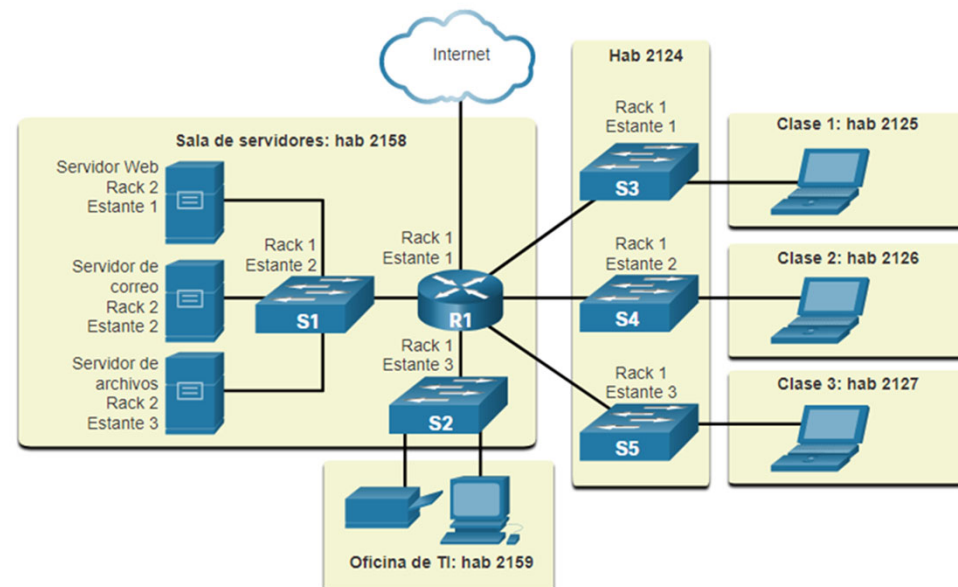 Internet
Hab 2124
Rack 1
Estante 1
S3
Clase 1: hab 2125
Sala de servidores: hab 2158
Servidor Web
Rack 2
Estante 1
Rack 1
Estante 2
S1
Rack 1
Estante 1
R1
Servidor de
correo
Rack 2
Estante 2
Rack 1
Estante 2
S4
Clase 2: hab 2126
Servidor de
archivos
Rack 2
Estante 3
Rack 1
Estante 3
S2
Rack 1
Estante 3
S5
Clase 3: hab 2127
Oficina de TI: hab 2159